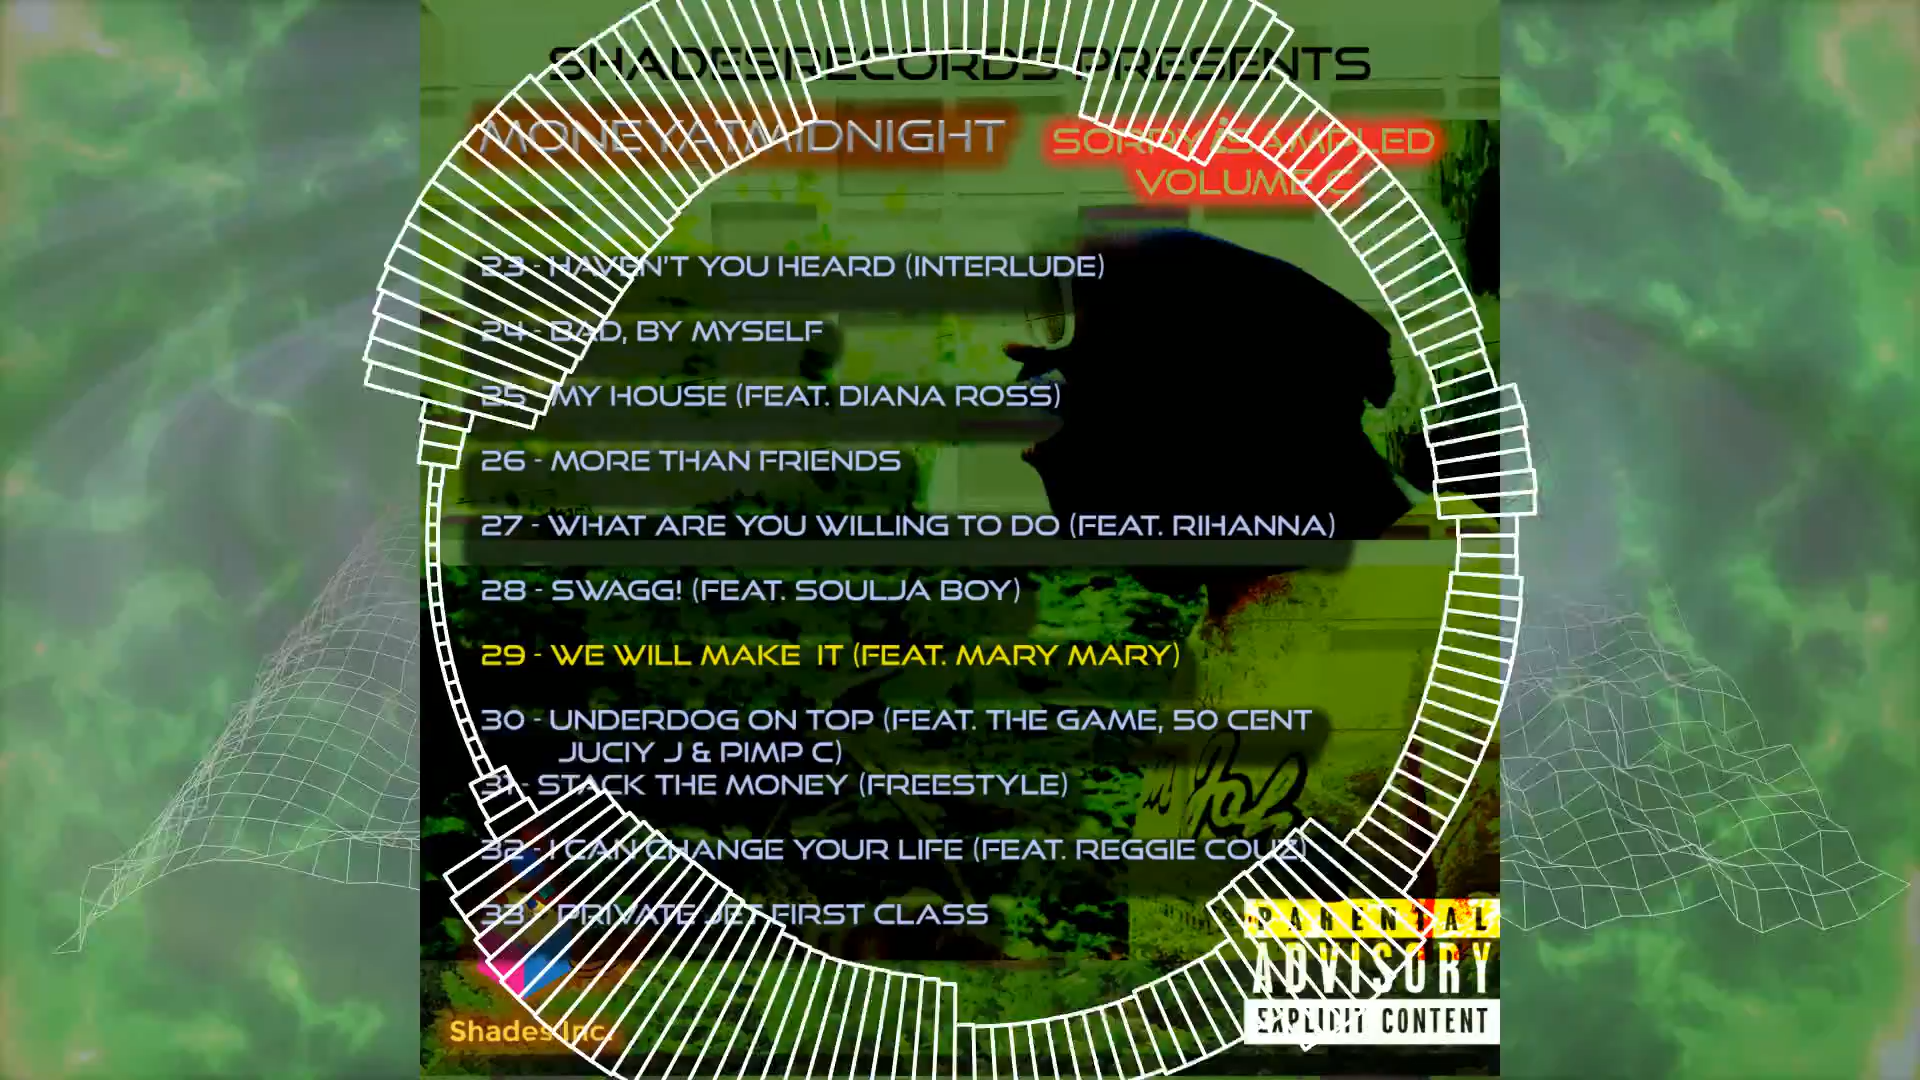 SHADESRECORDS PRESENTS
MONEYATMIDNIGHT
SORRY ISAMPLED
VOLUME C
23 - HAVEN'T YOU HEARD (INTERLUDE)
24 - BAD, BY MYSELF
25 - MY HOUSE (FEAT. DIANA ROSS)
26 - MORE THAN FRIENDS
27 - WHAT ARE YOU WILLING TO DO (FEAT. RIHANNA)
28 - SWAGG! (FEAT. SOULJA BOY)
29 - WE WILL MAKE IT (FEAT. MARY MARY)
30 - UNDERDOG ON TOP (FEAT. THE GAME, 50 CENT
JUCIY J & PIMP C)
31 - STACK THE MONEY (FREESTYLE)
32 - I CAN CHANGE YOUR LIFE (FEAT. REGGIE COUZ)
33 - PRIVATE JET FIRST CLASS
PARENTAL
ADVISORY
EXPLICIT CONTENT
Shades Inc.